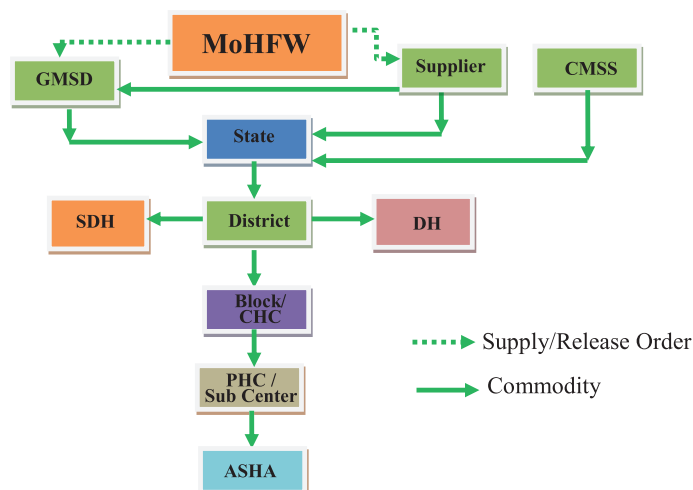 MoHFW
GMSD
Supplier
CMSS
State
SDH
District
DH
Block/
CHC
Supply/Release Order
PHC /
Sub Center
Commodity
ASHA